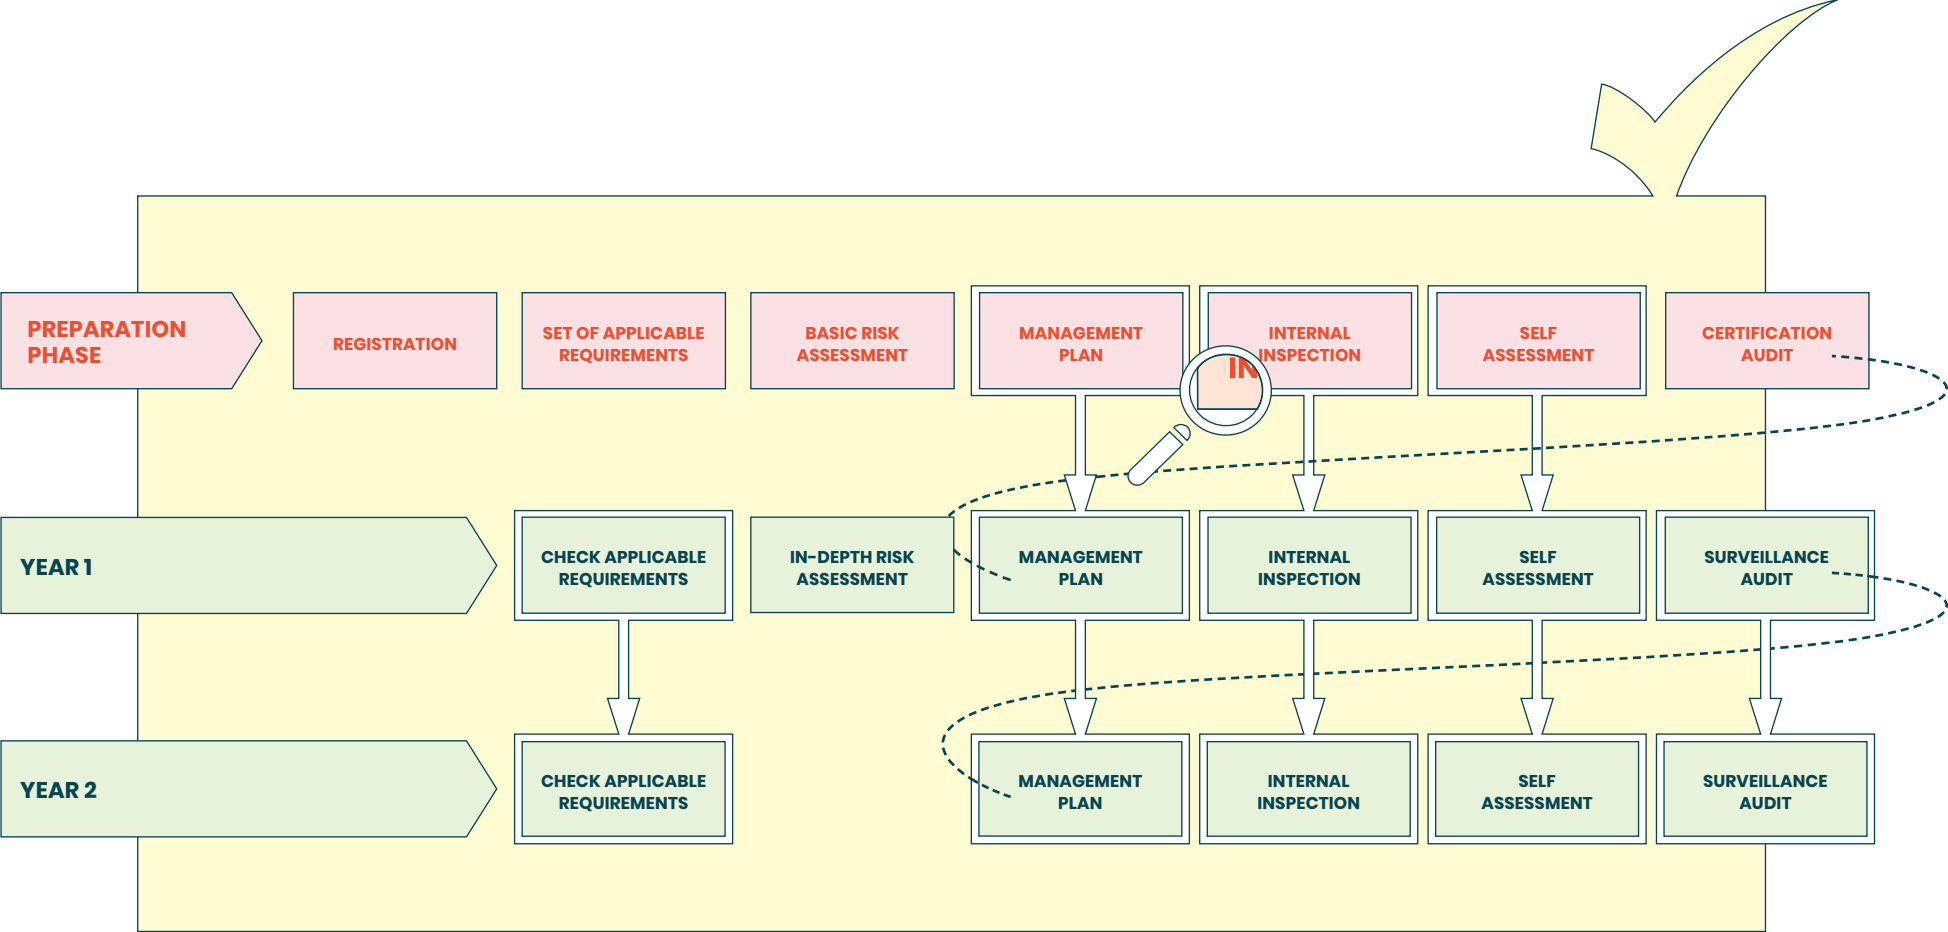 PREPARATION
PHASE
REGISTRATION
SET OF APPLICABLE
REQUIREMENTS
BASIC RISK
ASSESSMENT
MANAGEMENT
PLAN
INTERNAL
INSPECTION
IN
SELF
ASSESSMENT
CERTIFICATION
AUDIT
YEAR 1
CHECK APPLICABLE
REQUIREMENTS
IN-DEPTH RISK
ASSESSMENT
MANAGEMENT
PLAN
INTERNAL
INSPECTION
SELF
ASSESSMENT
SURVEILLANCE
AUDIT
YEAR 2
CHECK APPLICABLE
REQUIREMENTS
MANAGEMENT
PLAN
INTERNAL
INSPECTION
SELF
ASSESSMENT
SURVEILLANCE
AUDIT